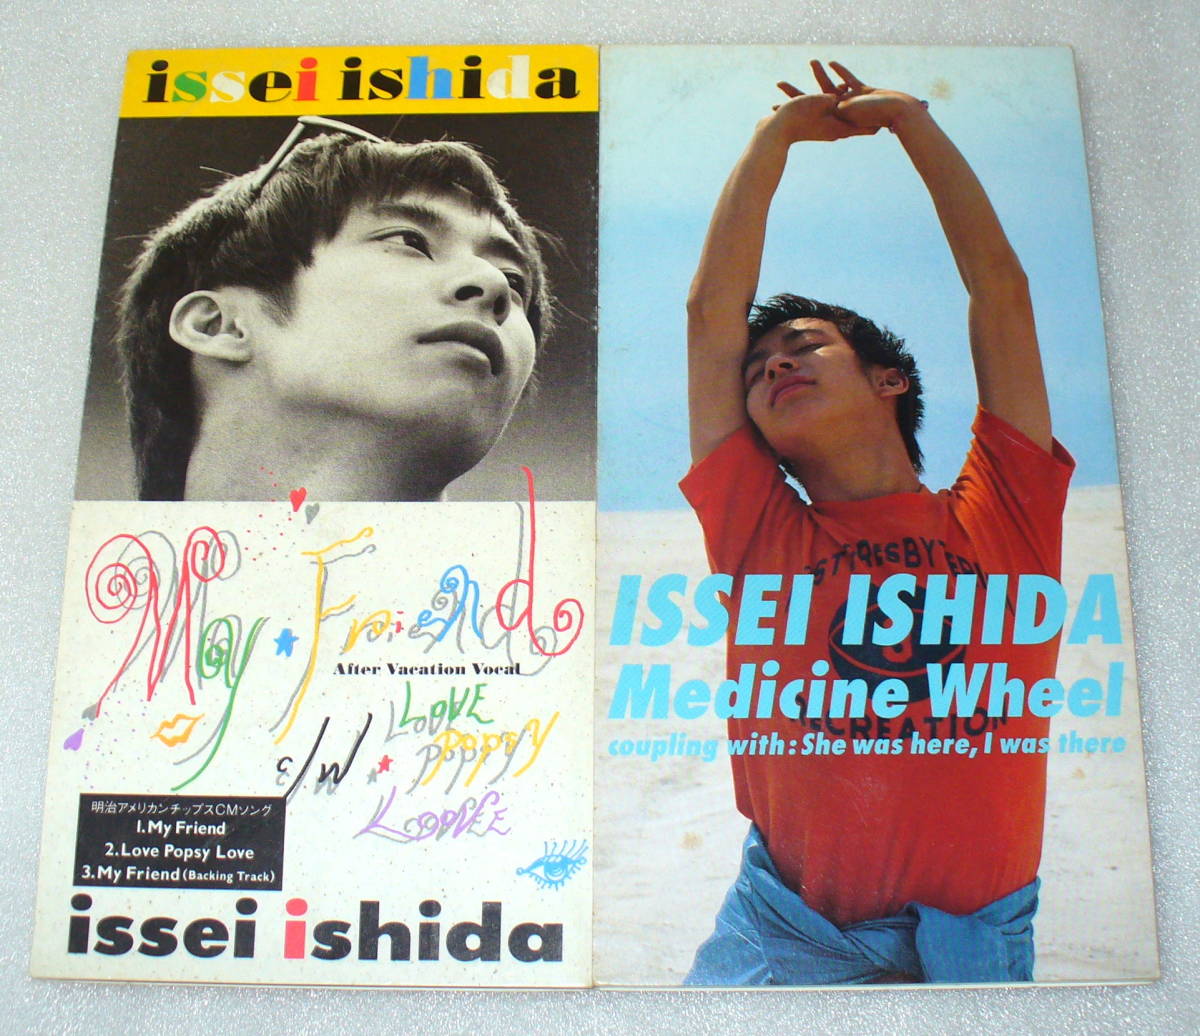 issei ishida
My Friend
After Vacation Vocal
c/w
LOVE
POPSY
LOVE
明治アメリカンチップスCMソング
1.My Friend
2.Love Popsy Love
3.My Friend(Backing Track)
issei ishida
ISSEI ISHIDA
Medicine Wheel
coupling with:She was here,I was there